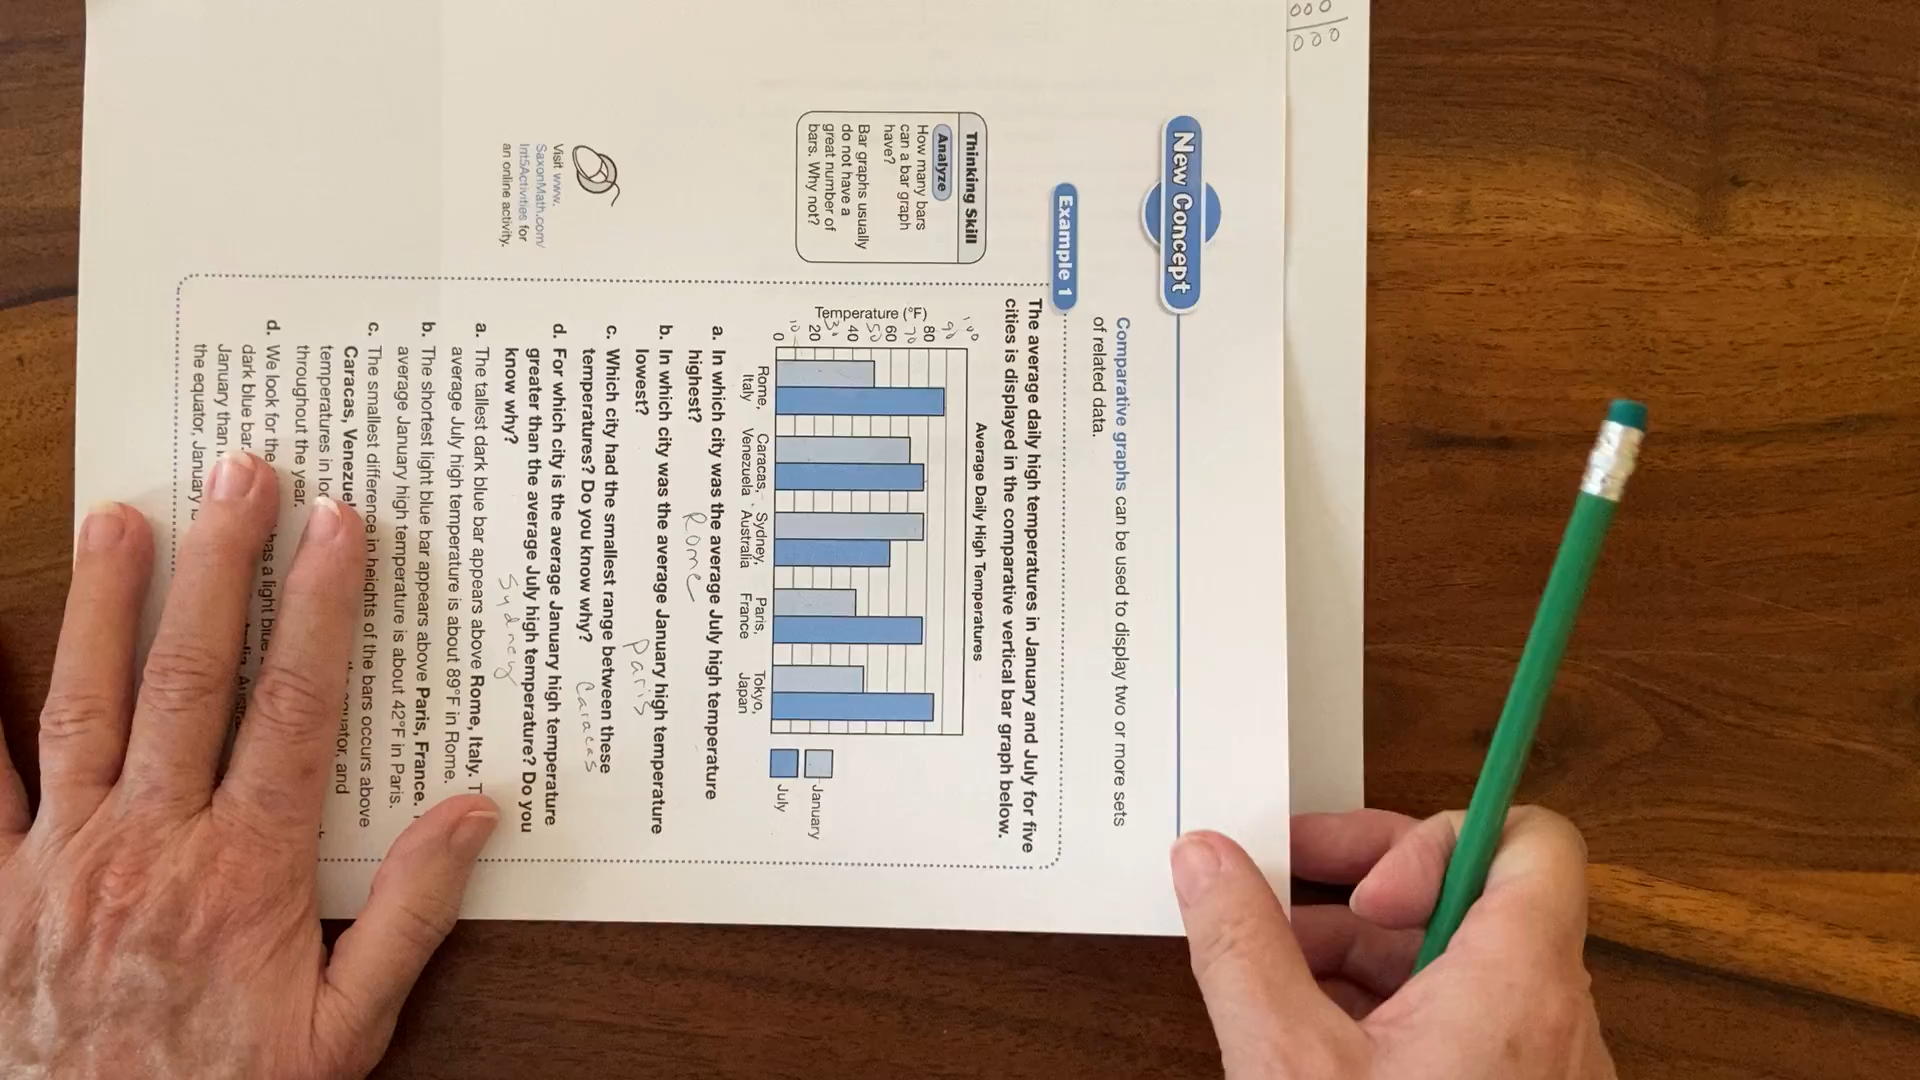 New Concept
Comparative graphs can be used to display two or more sets
of related data.
Example 1
The average daily high temperatures in January and July for five
cities is displayed in the comparative vertical bar graph below.
Thinking Skill
Analyze
How many bars
can a bar graph
have?
Bar graphs usually
do not have a
great number of
bars. Why not?
Average Daily High Temperatures
Temperature (°F)
100
90
80
70
60
50
40
30
20
10
0
Rome,
Italy
Caracas,
Venezuela
Sydney,
Australia
Paris,
France
Tokyo,
Japan
January
July
a. In which city was the average July high temperature
highest? Rome
b. In which city was the average January high temperature
lowest? Paris
c. Which city had the smallest range between these
temperatures? Do you know why? Caracas
d. For which city is the average January high temperature
greater than the average July high temperature? Do you
know why? Sydney
Visit www.
SaxonMath.com/
Int5Activities for
an online activity.
a. The tallest dark blue bar appears above Rome, Italy.
average July high temperature is about 89°F in Rome.
b. The shortest light blue bar appears above Paris, France.
average January high temperature is about 42°F in Paris.
c. The smallest difference in heights of the bars occurs above
Caracas, and
temperatures in
throughout the year.
d. We look for the has a light blue
dark blue bar.
January than
the equator, January
000
000